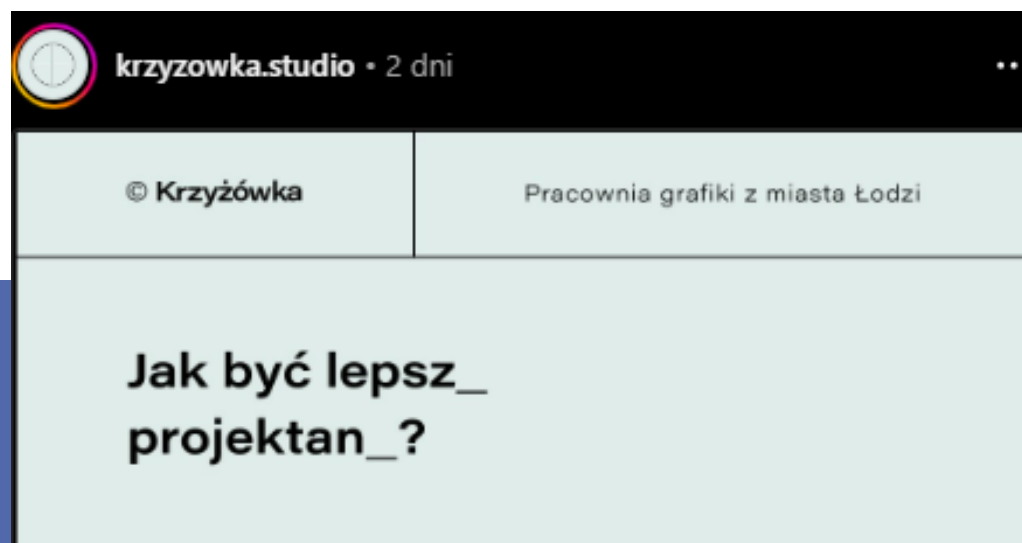 krzyzowka.studio • 2 dni
© Krzyżówka
Pracownia grafiki z miasta Łodzi
Jak być lepsz_
projektan_?